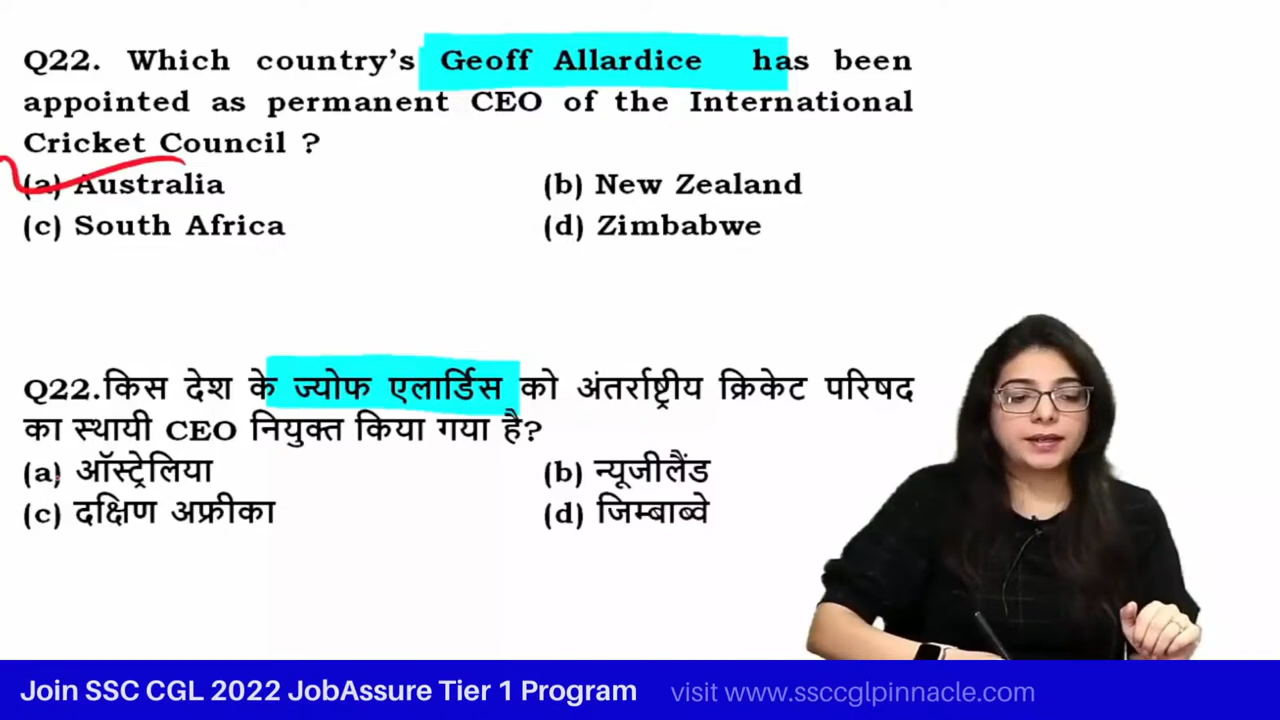 Q22. Which country's Geoff Allardice has been
appointed as permanent CEO of the International
Cricket Council ?
(a) Australia (b) New Zealand
(c) South Africa (d) Zimbabwe
Q22.किस देश के ज्योफ एलार्डिस को अंतर्राष्ट्रीय क्रिकेट परिषद
का स्थायी CEO नियुक्त किया गया है?
(a) ऑस्ट्रेलिया (b) न्यूजीलैंड
(c) दक्षिण अफ्रीका (d) जिम्बाब्वे
Join SSC CGL 2022 JobAssure Tier 1 Program visit www.ssccglpinnacle.com